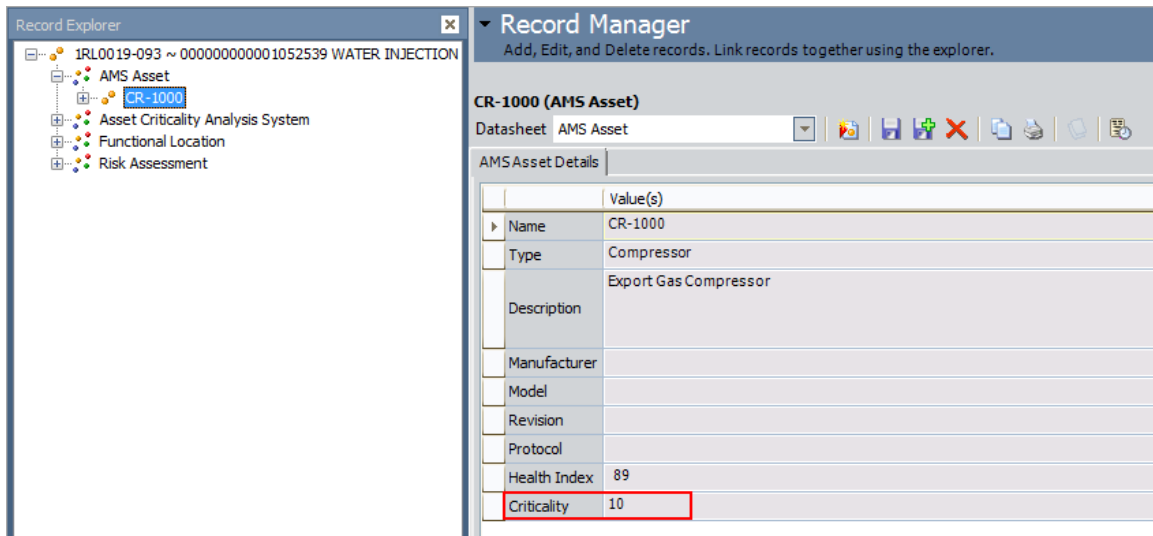 Record Explorer
1RL0019-093 ~ 000000000001052539 WATER INJECTION
AMS Asset
CR-1000
Asset Criticality Analysis System
Functional Location
Risk Assessment
Record Manager
Add, Edit, and Delete records. Link records together using the explorer.
CR-1000 (AMS Asset)
Datasheet AMS Asset
AMS Asset Details
Value(s)
Name CR-1000
Type Compressor
Description Export Gas Compressor
Manufacturer
Model
Revision
Protocol
Health Index 89
Criticality 10